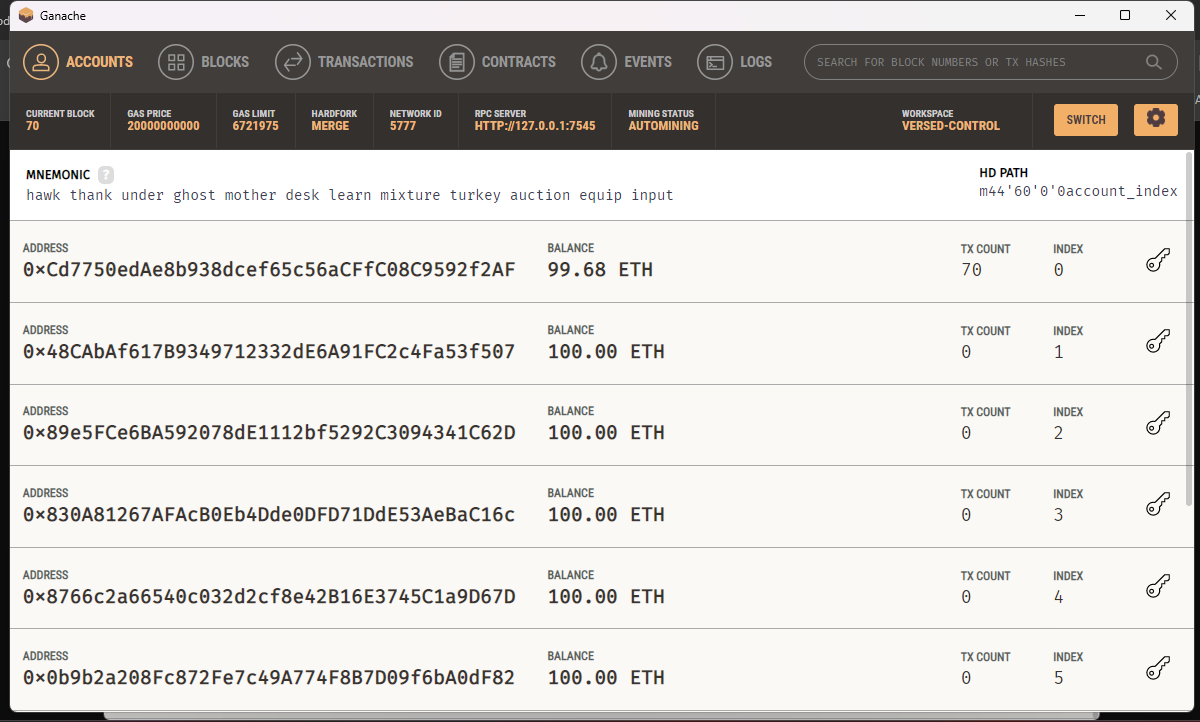 Ganache
ACCOUNTS BLOCKS TRANSACTIONS CONTRACTS EVENTS LOGS SEARCH FOR BLOCK NUMBERS OR TX HASHES
CURRENT BLOCK GAS PRICE GAS LIMIT HARDFORK NETWORK ID RPC SERVER MINING STATUS WORKSPACE
70 20000000000 6721975 MERGE 5777 HTTP://127.0.0.1:7545 AUTOMINING VERSED-CONTROL SWITCH
MNEMONIC ? HD PATH
hawk thank under ghost mother desk learn mixture turkey auction equip input m44'60'0'0account_index
ADDRESS BALANCE TX COUNT INDEX
0×Cd7750edAe8b938dcef65c56aCFfC08C9592f2AF 99.68 ETH 70 0
ADDRESS BALANCE TX COUNT INDEX
0×48CAbAf617B9349712332dE6A91FC2c4Fa53f507 100.00 ETH 0 1
ADDRESS BALANCE TX COUNT INDEX
0×89e5FCe6BA592078dE1112bf5292C3094341C62D 100.00 ETH 0 2
ADDRESS BALANCE TX COUNT INDEX
0×830A81267AFAcB0Eb4Dde0DFD71DdE53AeBaC16c 100.00 ETH 0 3
ADDRESS BALANCE TX COUNT INDEX
0×8766c2a66540c032d2cf8e42B16E3745C1a9D67D 100.00 ETH 0 4
ADDRESS BALANCE TX COUNT INDEX
0×0b9b2a208Fc872Fe7c49A774F8B7D09f6bA0dF82 100.00 ETH 0 5